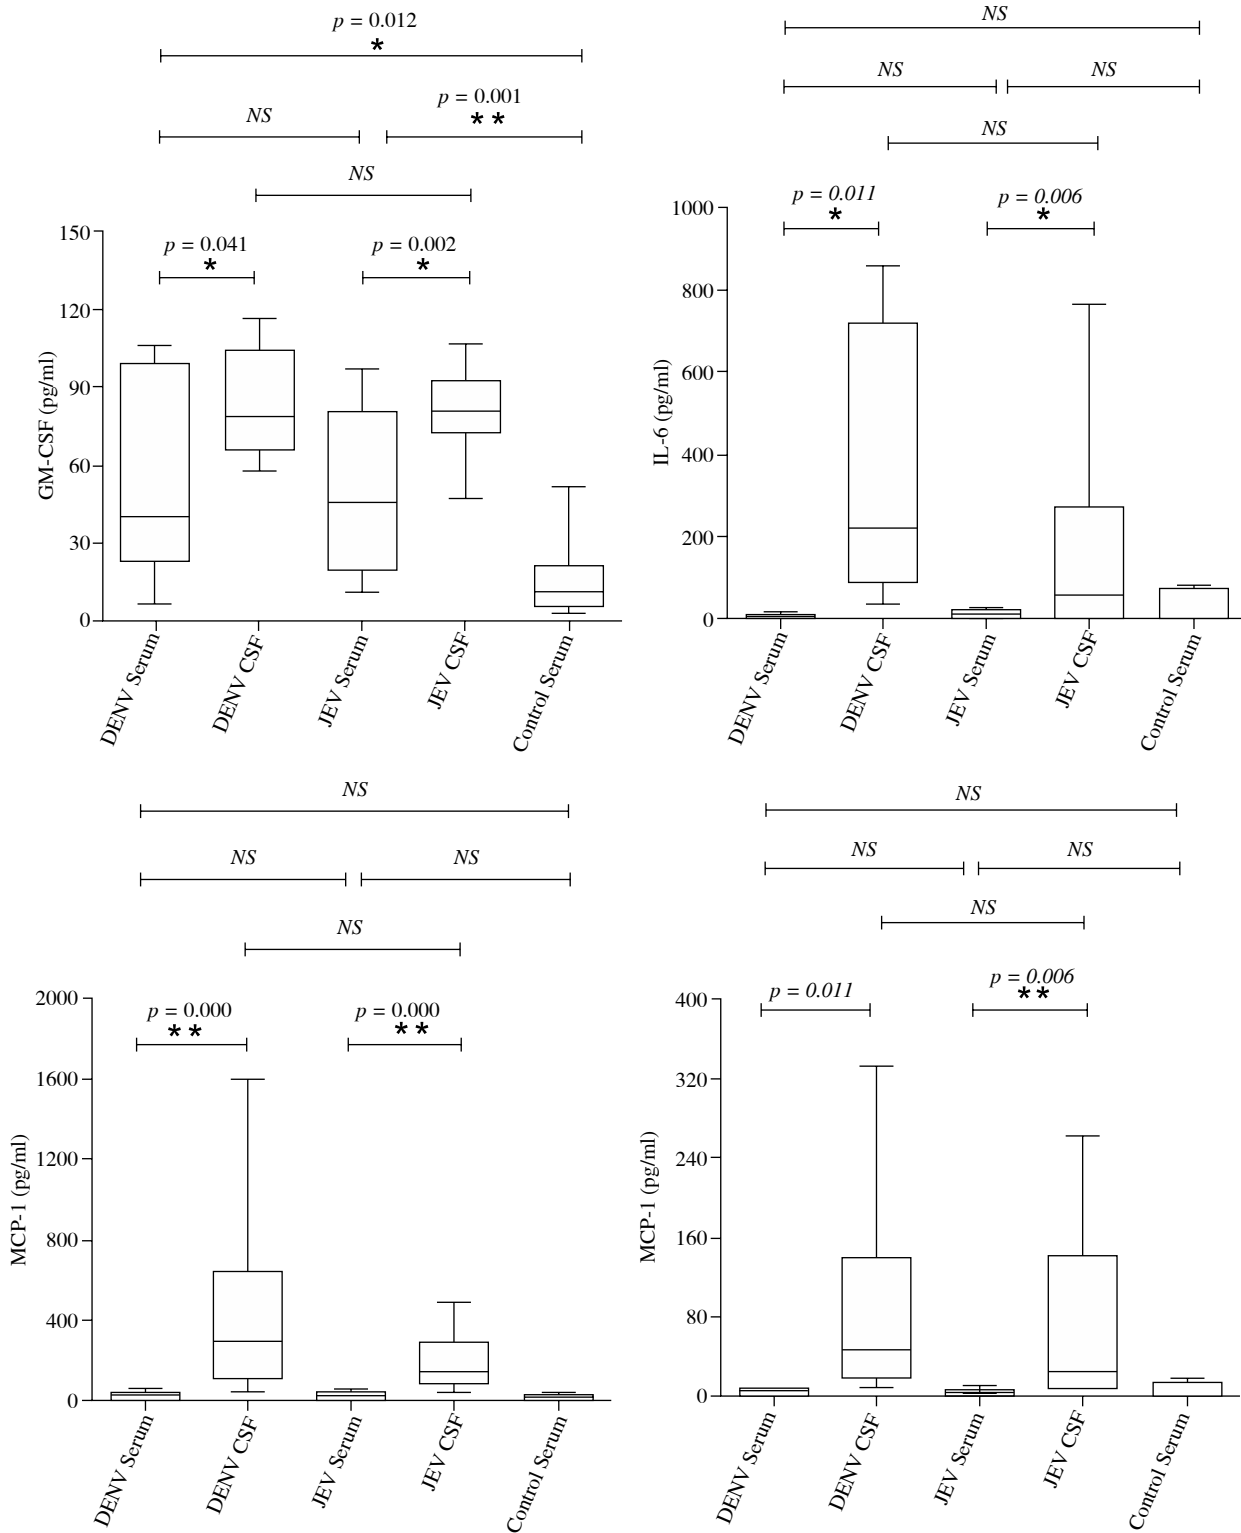 p = 0.012
*
NS
p = 0.001
**
NS
p = 0.041
*
p = 0.002
*
150
120
90
60
30
0
GM-CSF (pg/ml)
DENV Serum
DENV CSF
JEV Serum
JEV CSF
Control Serum
NS
NS
NS
NS
p = 0.011
*
p = 0.006
*
1000
800
600
400
200
0
IL-6 (pg/ml)
DENV Serum
DENV CSF
JEV Serum
JEV CSF
Control Serum
NS
NS
NS
NS
p = 0.000
**
p = 0.000
**
2000
1600
1200
800
400
0
MCP-1 (pg/ml)
DENV Serum
DENV CSF
JEV Serum
JEV CSF
Control Serum
NS
NS
NS
NS
p = 0.011
p = 0.006
**
400
320
240
160
80
0
MCP-1 (pg/ml)
DENV Serum
DENV CSF
JEV Serum
JEV CSF
Control Serum